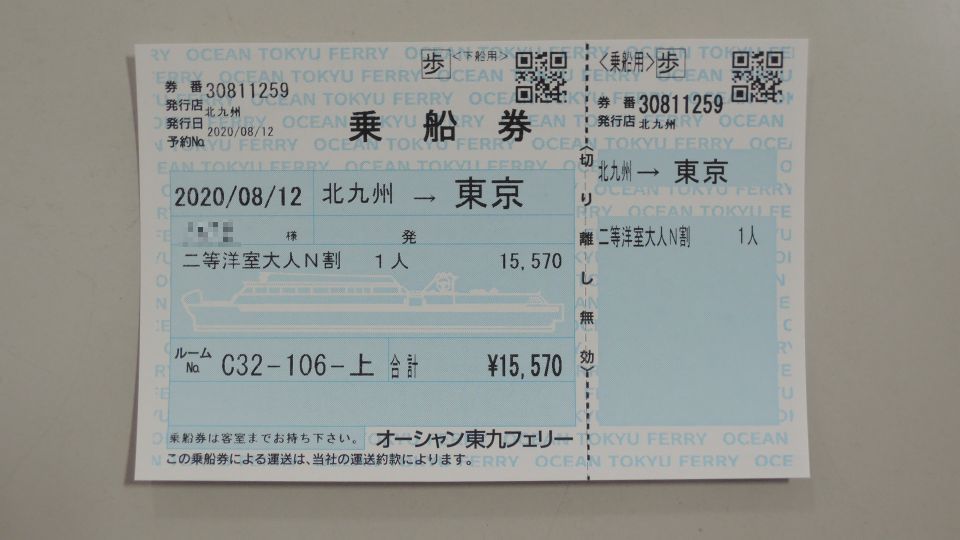 OCEAN TOKYU FERRY
歩 <下船用>
券 番 30811259
発行店 北九州
発行日 2020/08/12
予約No.
乗船券
2020/08/12 北九州 → 東京
様 発
二等洋室大人N割 1人 15,570
ルームNo. C32-106-上 合計 ¥15,570
乗船券は客室までお持ち下さい。 オーシャン東九フェリー
この乗船券による運送は、当社の運送約款によります。
<切り離し無効>
<乗船用> 歩
券 番 30811259
発行店 北九州
北九州 → 東京
二等洋室大人N割 1人